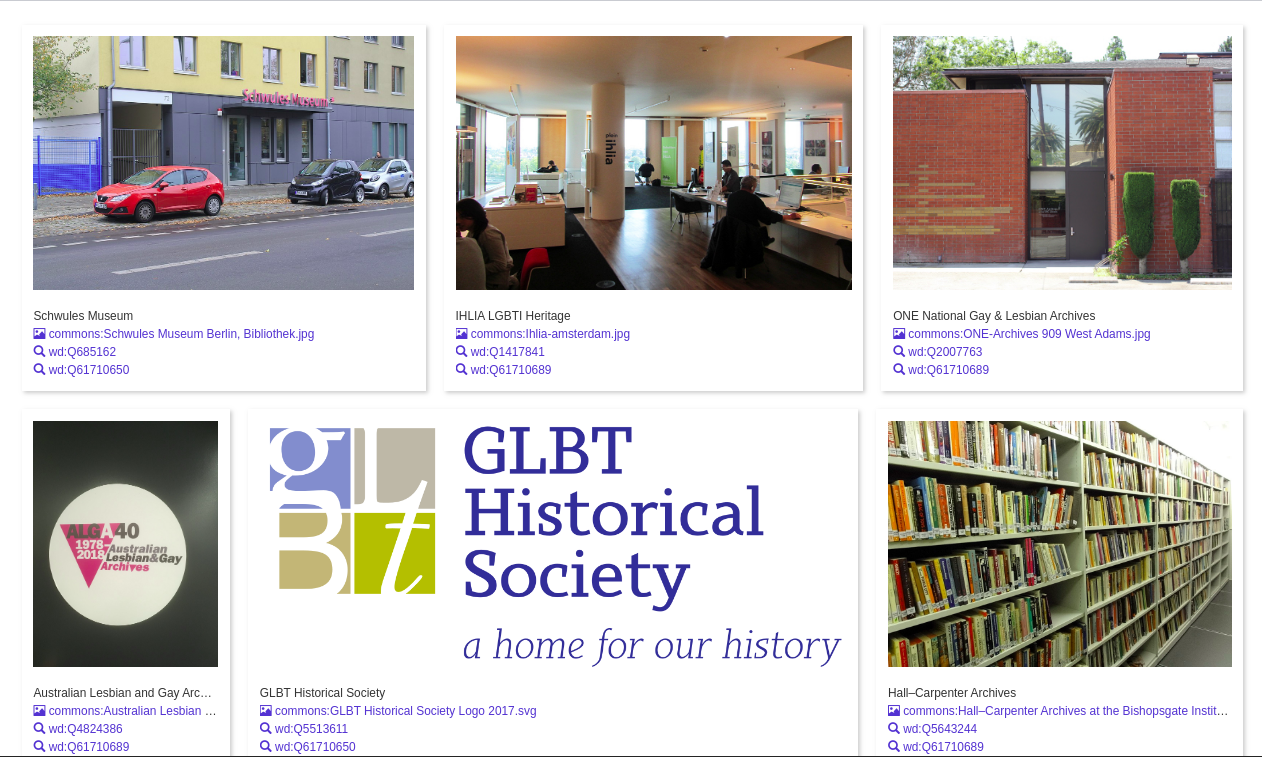 Schwules Museum*
plein
ihlia
Schwules Museum
commons:Schwules Museum Berlin, Bibliothek.jpg
wd:Q685162
wd:Q61710650
IHLIA LGBTI Heritage
commons:Ihlia-amsterdam.jpg
wd:Q1417841
wd:Q61710689
ONE National Gay & Lesbian Archives
commons:ONE-Archives 909 West Adams.jpg
wd:Q2007763
wd:Q61710689
ALGA40
1978
2018
Australian
Lesbian&Gay
Archives
Australian Lesbian and Gay Arc...
commons:Australian Lesbian ...
wd:Q4824386
wd:Q61710689
gLBt
GLBT
Historical
Society
a home for our history
GLBT Historical Society
commons:GLBT Historical Society Logo 2017.svg
wd:Q5513611
wd:Q61710650
Hall–Carpenter Archives
commons:Hall–Carpenter Archives at the Bishopsgate Instit...
wd:Q5643244
wd:Q61710689